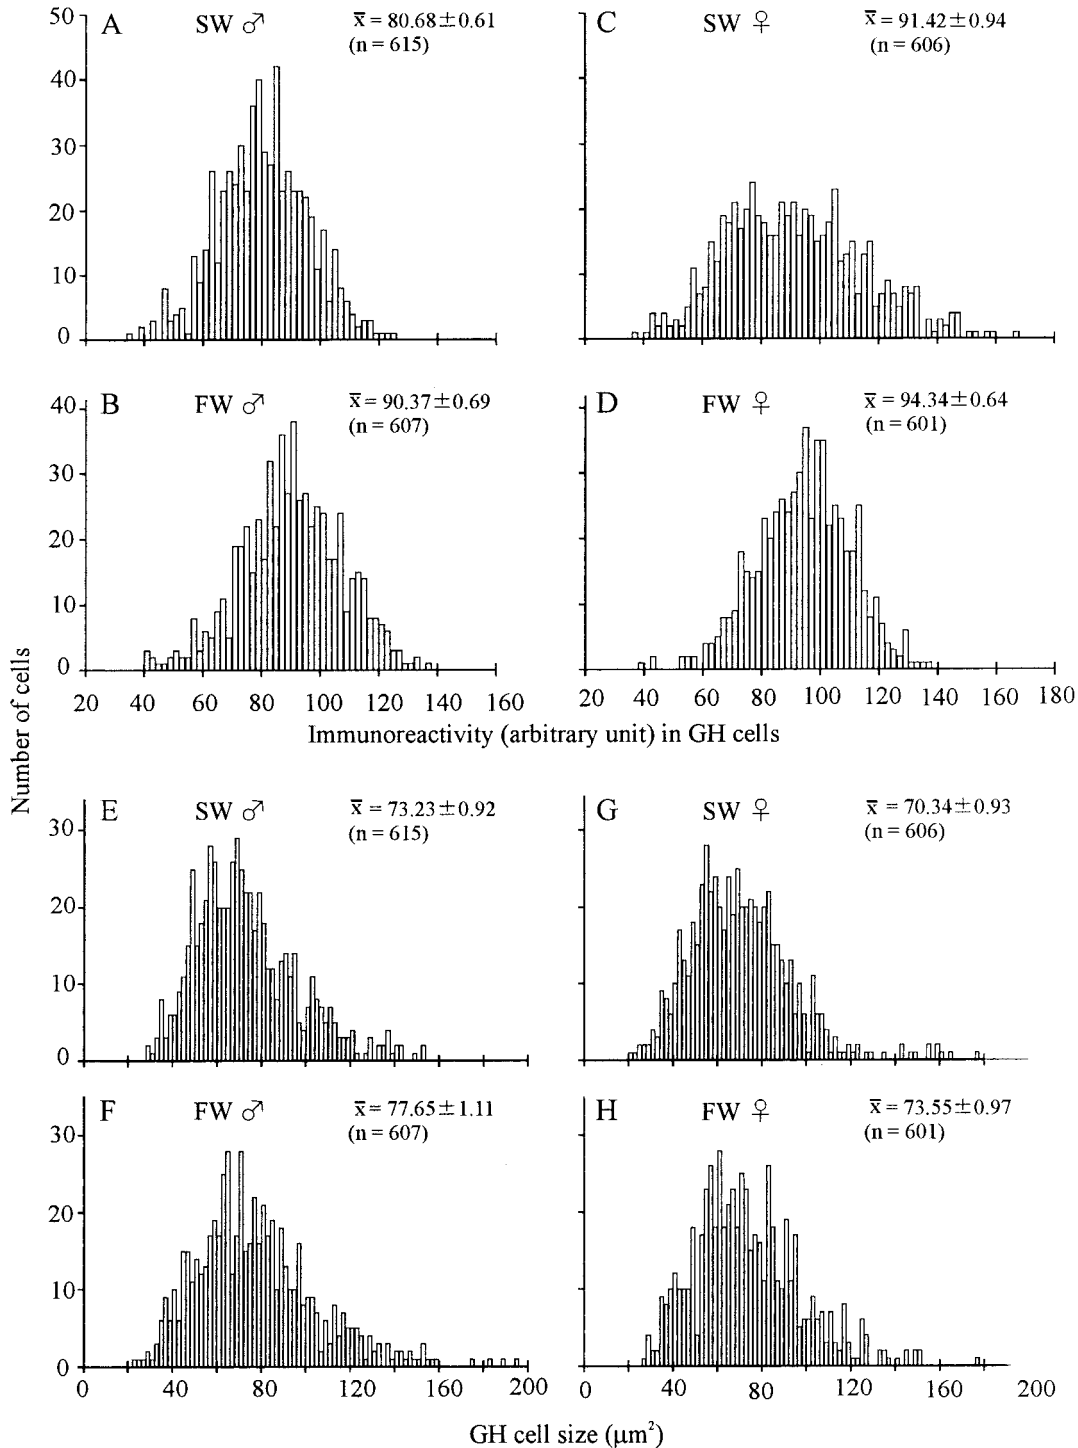 A SW ♂ x̅ = 80.68±0.61
(n = 615)
C SW ♀ x̅ = 91.42±0.94
(n = 606)
50
40
30
20
10
0
B FW ♂ x̅ = 90.37±0.69
(n = 607)
D FW ♀ x̅ = 94.34±0.64
(n = 601)
40
30
20
10
0
20 40 60 80 100 120 140 160
20 40 60 80 100 120 140 160 180
Immunoreactivity (arbitrary unit) in GH cells
Number of cells
E SW ♂ x̅ = 73.23±0.92
(n = 615)
G SW ♀ x̅ = 70.34±0.93
(n = 606)
30
20
10
0
F FW ♂ x̅ = 77.65±1.11
(n = 607)
H FW ♀ x̅ = 73.55±0.97
(n = 601)
30
20
10
0
0 40 80 120 160 200
0 40 80 120 160 200
GH cell size (μm²)